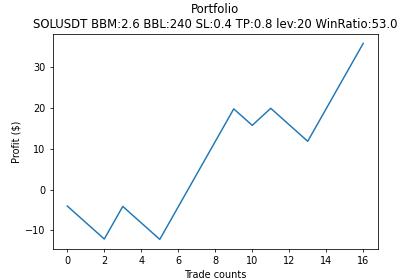 Portfolio
SOLUSDT BBM:2.6 BBL:240 SL:0.4 TP:0.8 lev:20 WinRatio:53.0
Profit ($)
30
20
10
0
−10
0 2 4 6 8 10 12 14 16
Trade counts